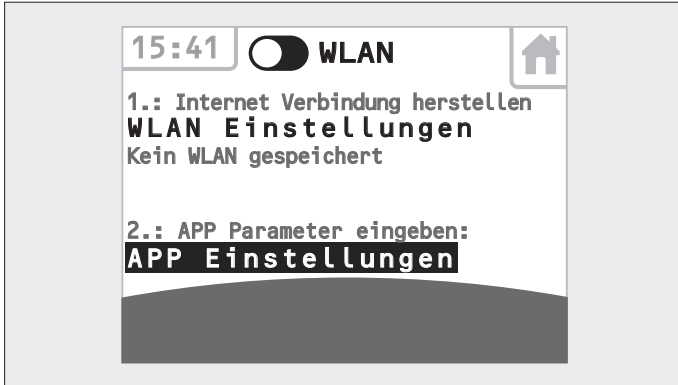 15:41 WLAN
1.: Internet Verbindung herstellen
WLAN Einstellungen
Kein WLAN gespeichert
2.: APP Parameter eingeben:
APP Einstellungen